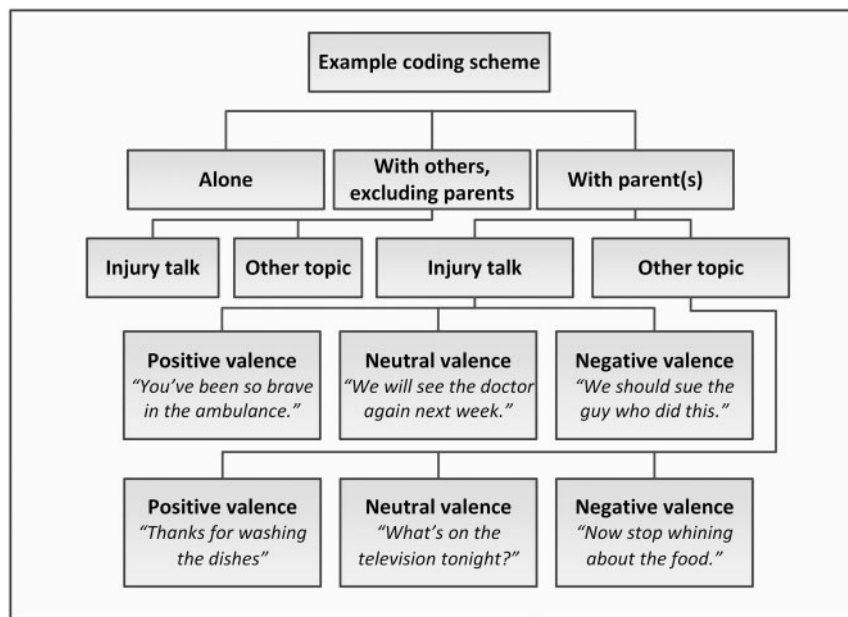 Example coding scheme
Alone
With others,
excluding parents
With parent(s)
Injury talk
Other topic
Injury talk
Other topic
Positive valence
“You’ve been so brave
in the ambulance.”
Neutral valence
“We will see the doctor
again next week.”
Negative valence
“We should sue the
guy who did this.”
Positive valence
“Thanks for washing
the dishes”
Neutral valence
“What’s on the
television tonight?”
Negative valence
“Now stop whining
about the food.”